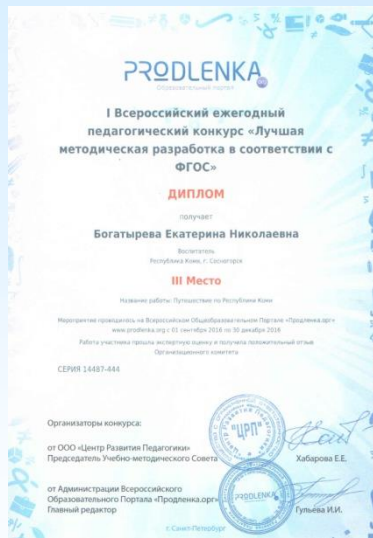 PRODLENKA
Образовательный портал
I Всероссийский ежегодный
педагогический конкурс «Лучшая
методическая разработка в соответствии с
ФГОС»
ДИПЛОМ
получает
Богатырева Екатерина Николаевна
Воспитатель
Республика Коми, г. Сосногорск
III Место
Название работы: Путешествие по Республике Коми
Мероприятие проводилось на Всероссийском Общеобразовательном Портале «Продленка.орг»
www.prodlenka.org с 01 сентября 2016 по 30 декабря 2016
Работа участника прошла экспертную оценку и получила положительный отзыв
Организационного комитета
СЕРИЯ 14487-444
Организаторы конкурса:
от ООО «Центр Развития Педагогики»
Председатель Учебно-методического Совета
Хабарова Е.Е.
"ЦРП"
от Администрации Всероссийского
Образовательного Портала «Продленка.орг»
Главный редактор
Гульева И.И.
PRODLENKA
г. Санкт-Петербург